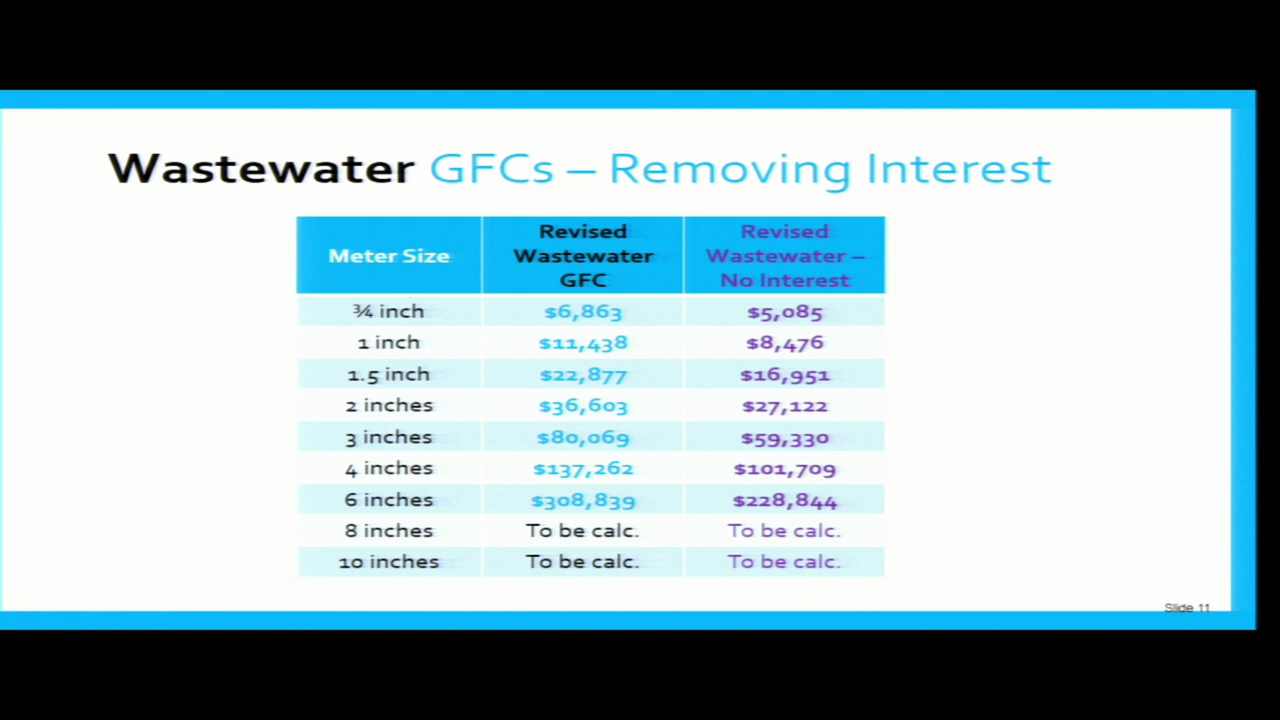 Wastewater GFCs – Removing Interest
Meter Size
Revised
Wastewater
GFC
Revised
Wastewater –
No Interest
¾ inch $6,863 $5,085
1 inch $11,438 $8,476
1.5 inch $22,877 $16,951
2 inches $36,603 $27,122
3 inches $80,069 $59,330
4 inches $137,262 $101,709
6 inches $308,839 $228,844
8 inches To be calc. To be calc.
10 inches To be calc. To be calc.
Slide 11